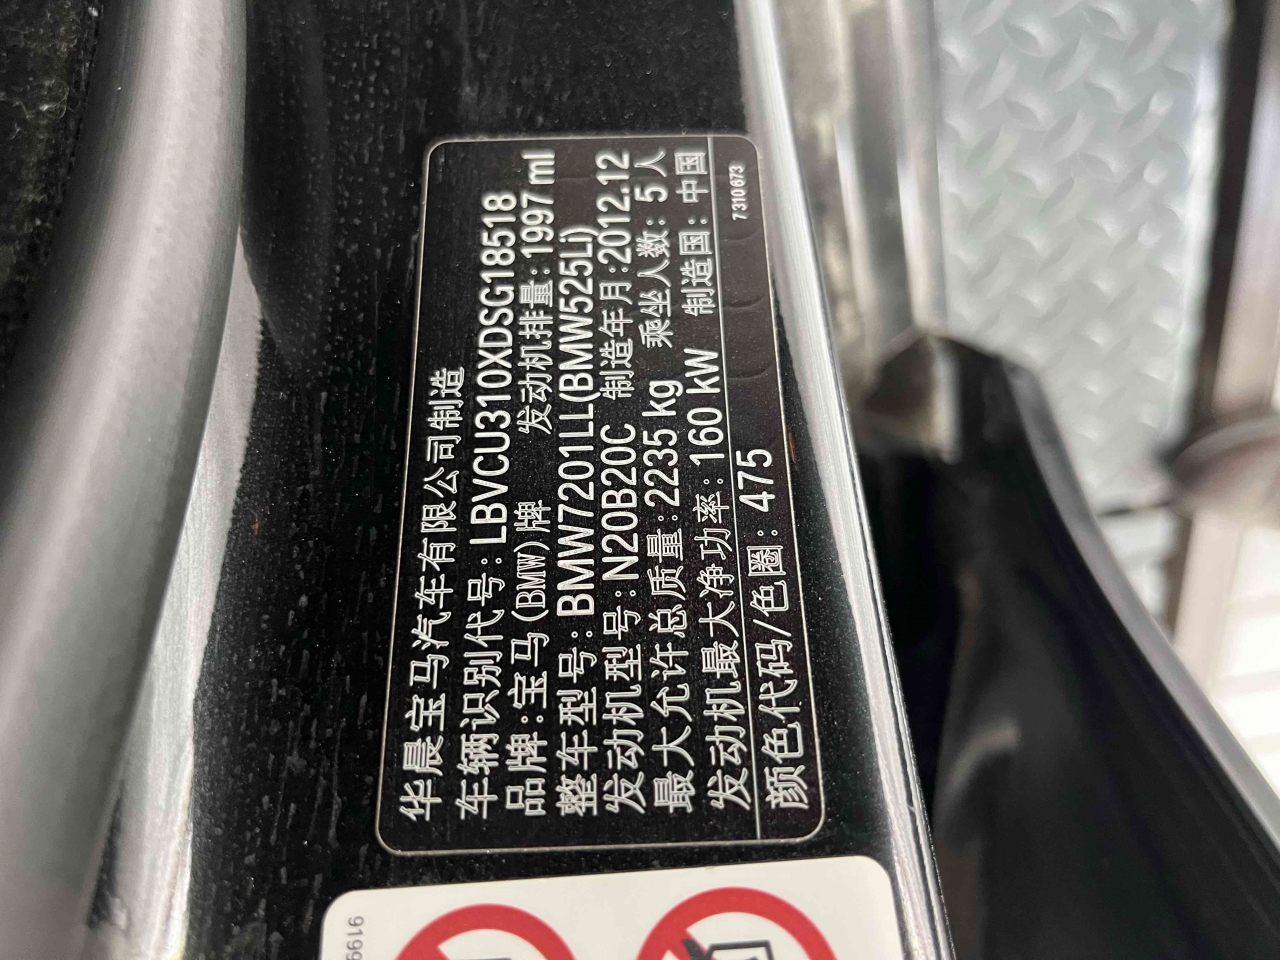 华晨宝马汽车有限公司制造
车辆识别代号:LBVCU310XDSG18518
品牌:宝马(BMW)牌 发动机排量:1997 ml
整车型号:BMW7201LL(BMW525Li)
发动机型号:N20B20C 制造年月:2012.12
最大允许总质量:2235 kg 乘坐人数:5人
发动机最大净功率:160 kW 制造国:中国
颜色代码/色圈:475
7310673